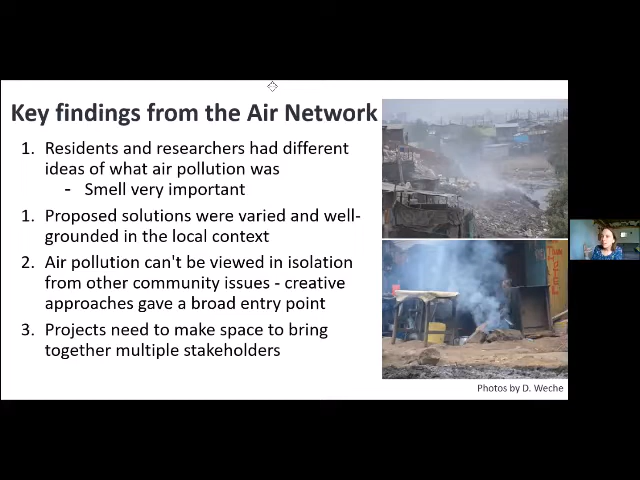 Key findings from the Air Network
1. Residents and researchers had different
ideas of what air pollution was
- Smell very important
1. Proposed solutions were varied and well-
grounded in the local context
2. Air pollution can't be viewed in isolation
from other community issues - creative
approaches gave a broad entry point
3. Projects need to make space to bring
together multiple stakeholders
Photos by D. Weche